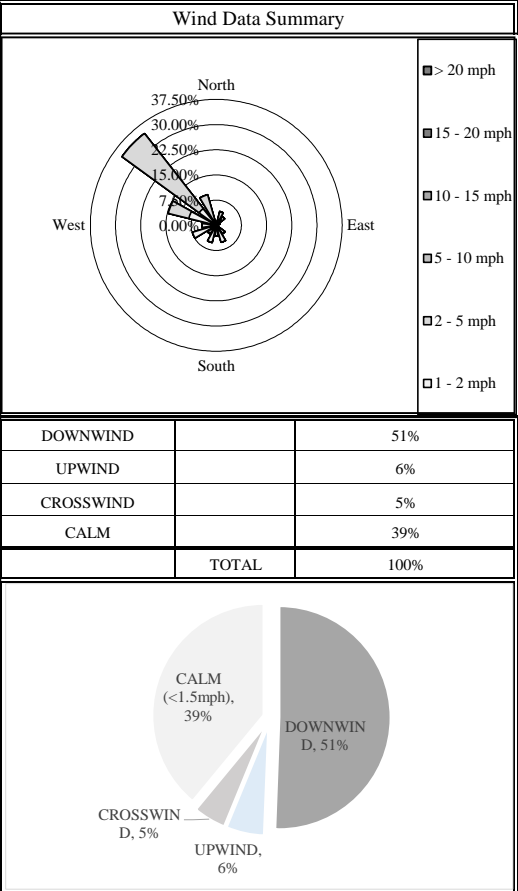 Wind Data Summary
North
37.50%
30.00%
22.50%
15.00%
7.50%
0.00%
West
East
South
> 20 mph
15 - 20 mph
10 - 15 mph
5 - 10 mph
2 - 5 mph
1 - 2 mph
DOWNWIND 51%
UPWIND 6%
CROSSWIND 5%
CALM 39%
TOTAL 100%
CALM
(<1.5mph),
39%
DOWNWIN
D, 51%
CROSSWIN
D, 5%
UPWIND,
6%